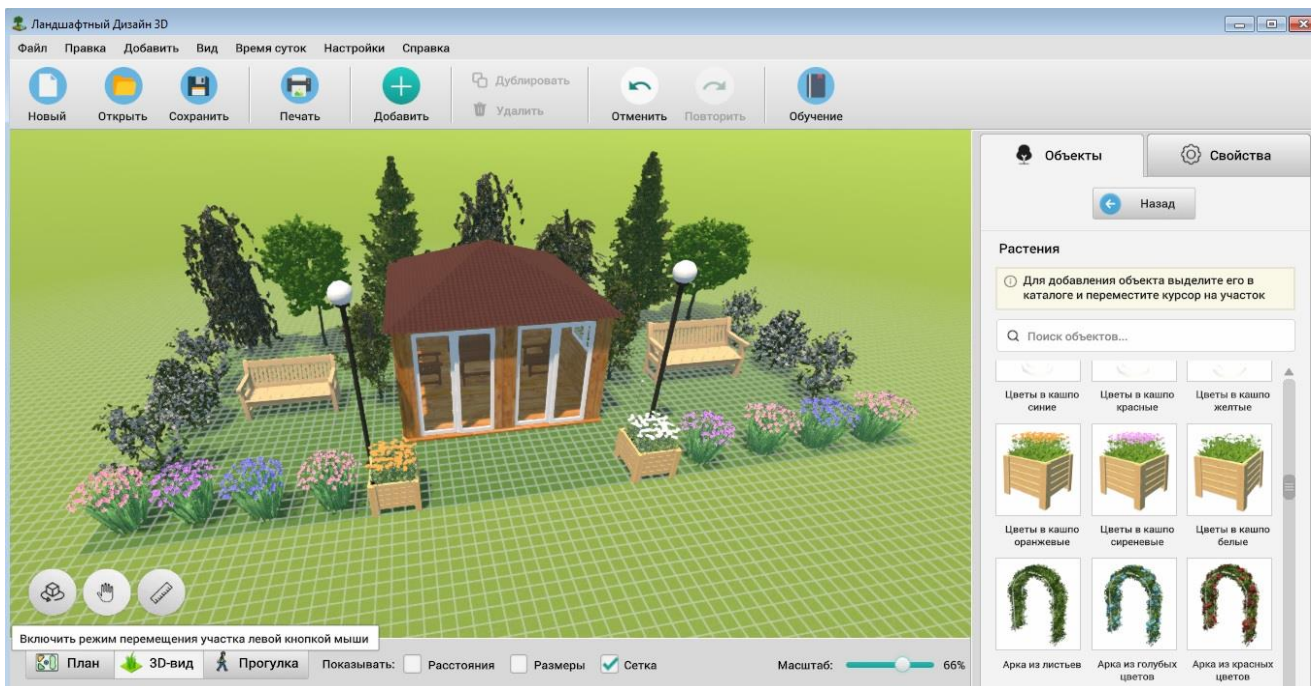 Ландшафтный Дизайн 3D
Файл Правка Добавить Вид Время суток Настройки Справка
Новый Открыть Сохранить Печать Добавить Дублировать Удалить Отменить Повторить Обучение
Объекты Свойства
Назад
Растения
Для добавления объекта выделите его в
каталоге и переместите курсор на участок
Поиск объектов...
Цветы в кашпо синие
Цветы в кашпо красные
Цветы в кашпо желтые
Цветы в кашпо оранжевые
Цветы в кашпо сиреневые
Цветы в кашпо белые
Арка из листьев
Арка из голубых цветов
Арка из красных цветов
Включить режим перемещения участка левой кнопкой мыши
План 3D-вид Прогулка Показывать: Расстояния Размеры Сетка Масштаб: 66%